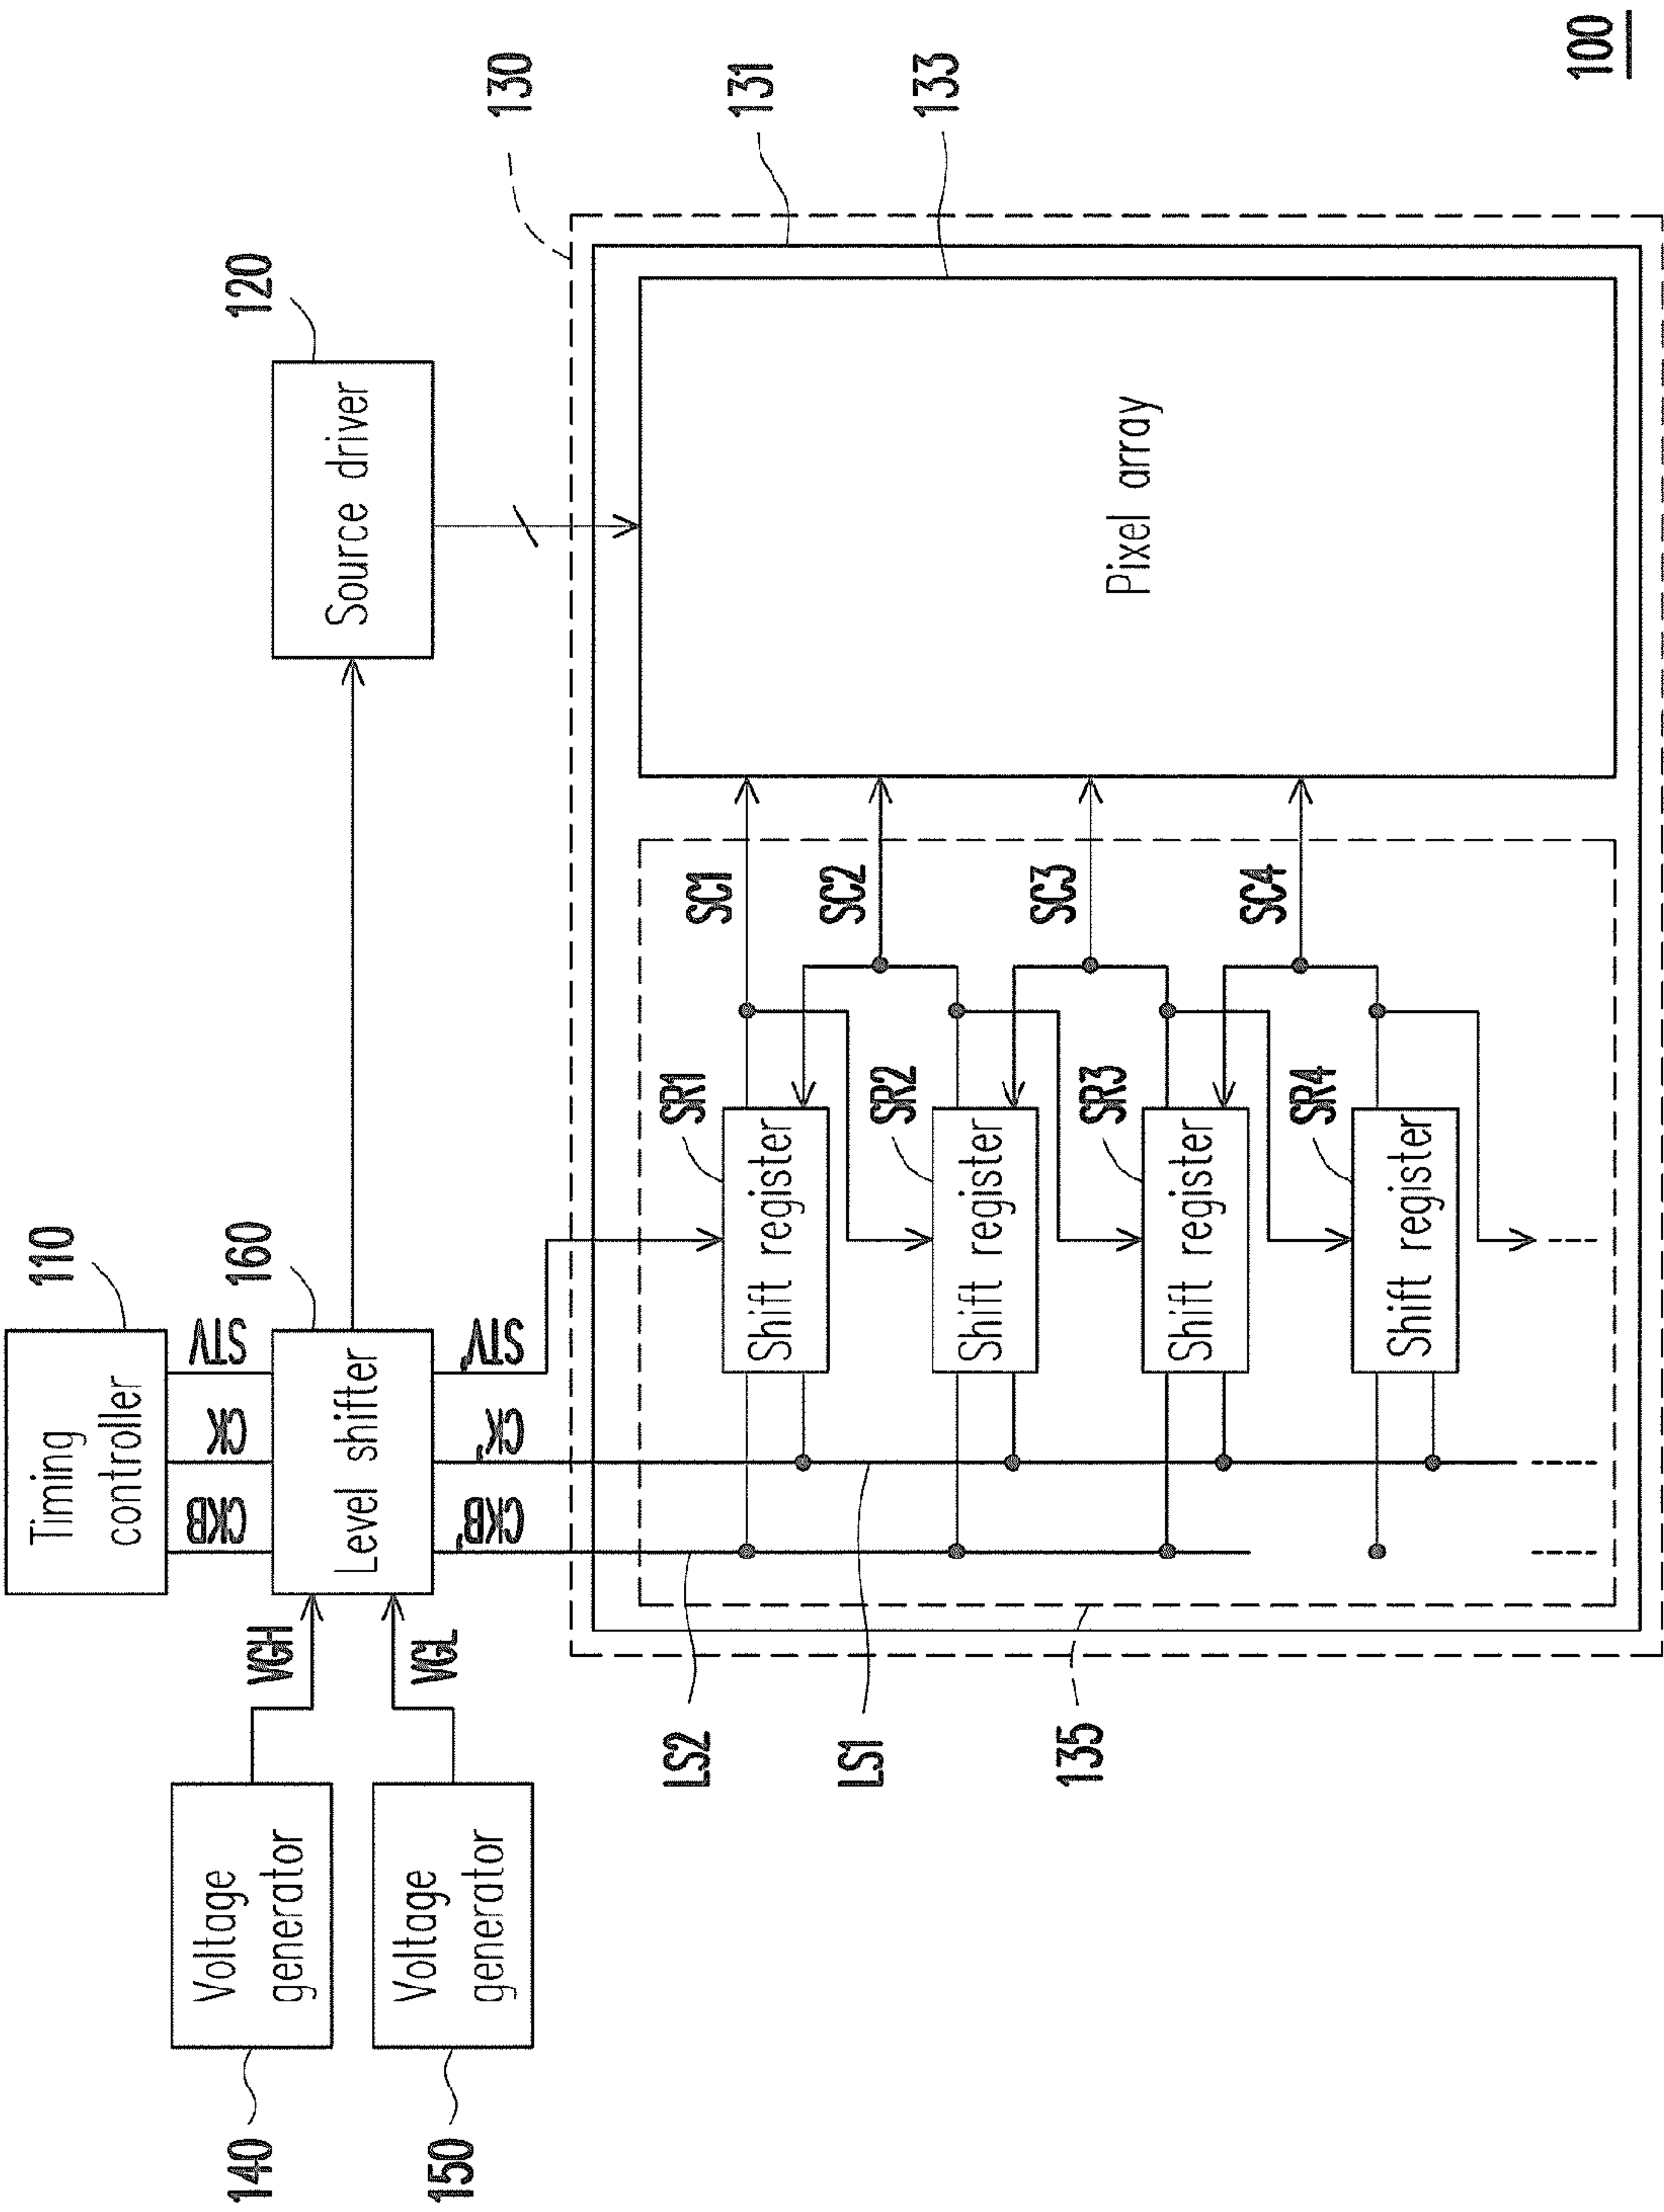 110
Timing
controller
CKB
CK
STV
140
Voltage
generator
VGH
150
Voltage
generator
VGL
160
Level shifter
120
Source driver
CKB'
CK'
STV'
130
131
133
LS2
LS1
135
SR1
Shift register
SC1
SR2
Shift register
SC2
SR3
Shift register
SC3
SR4
Shift register
SC4
Pixel array
100